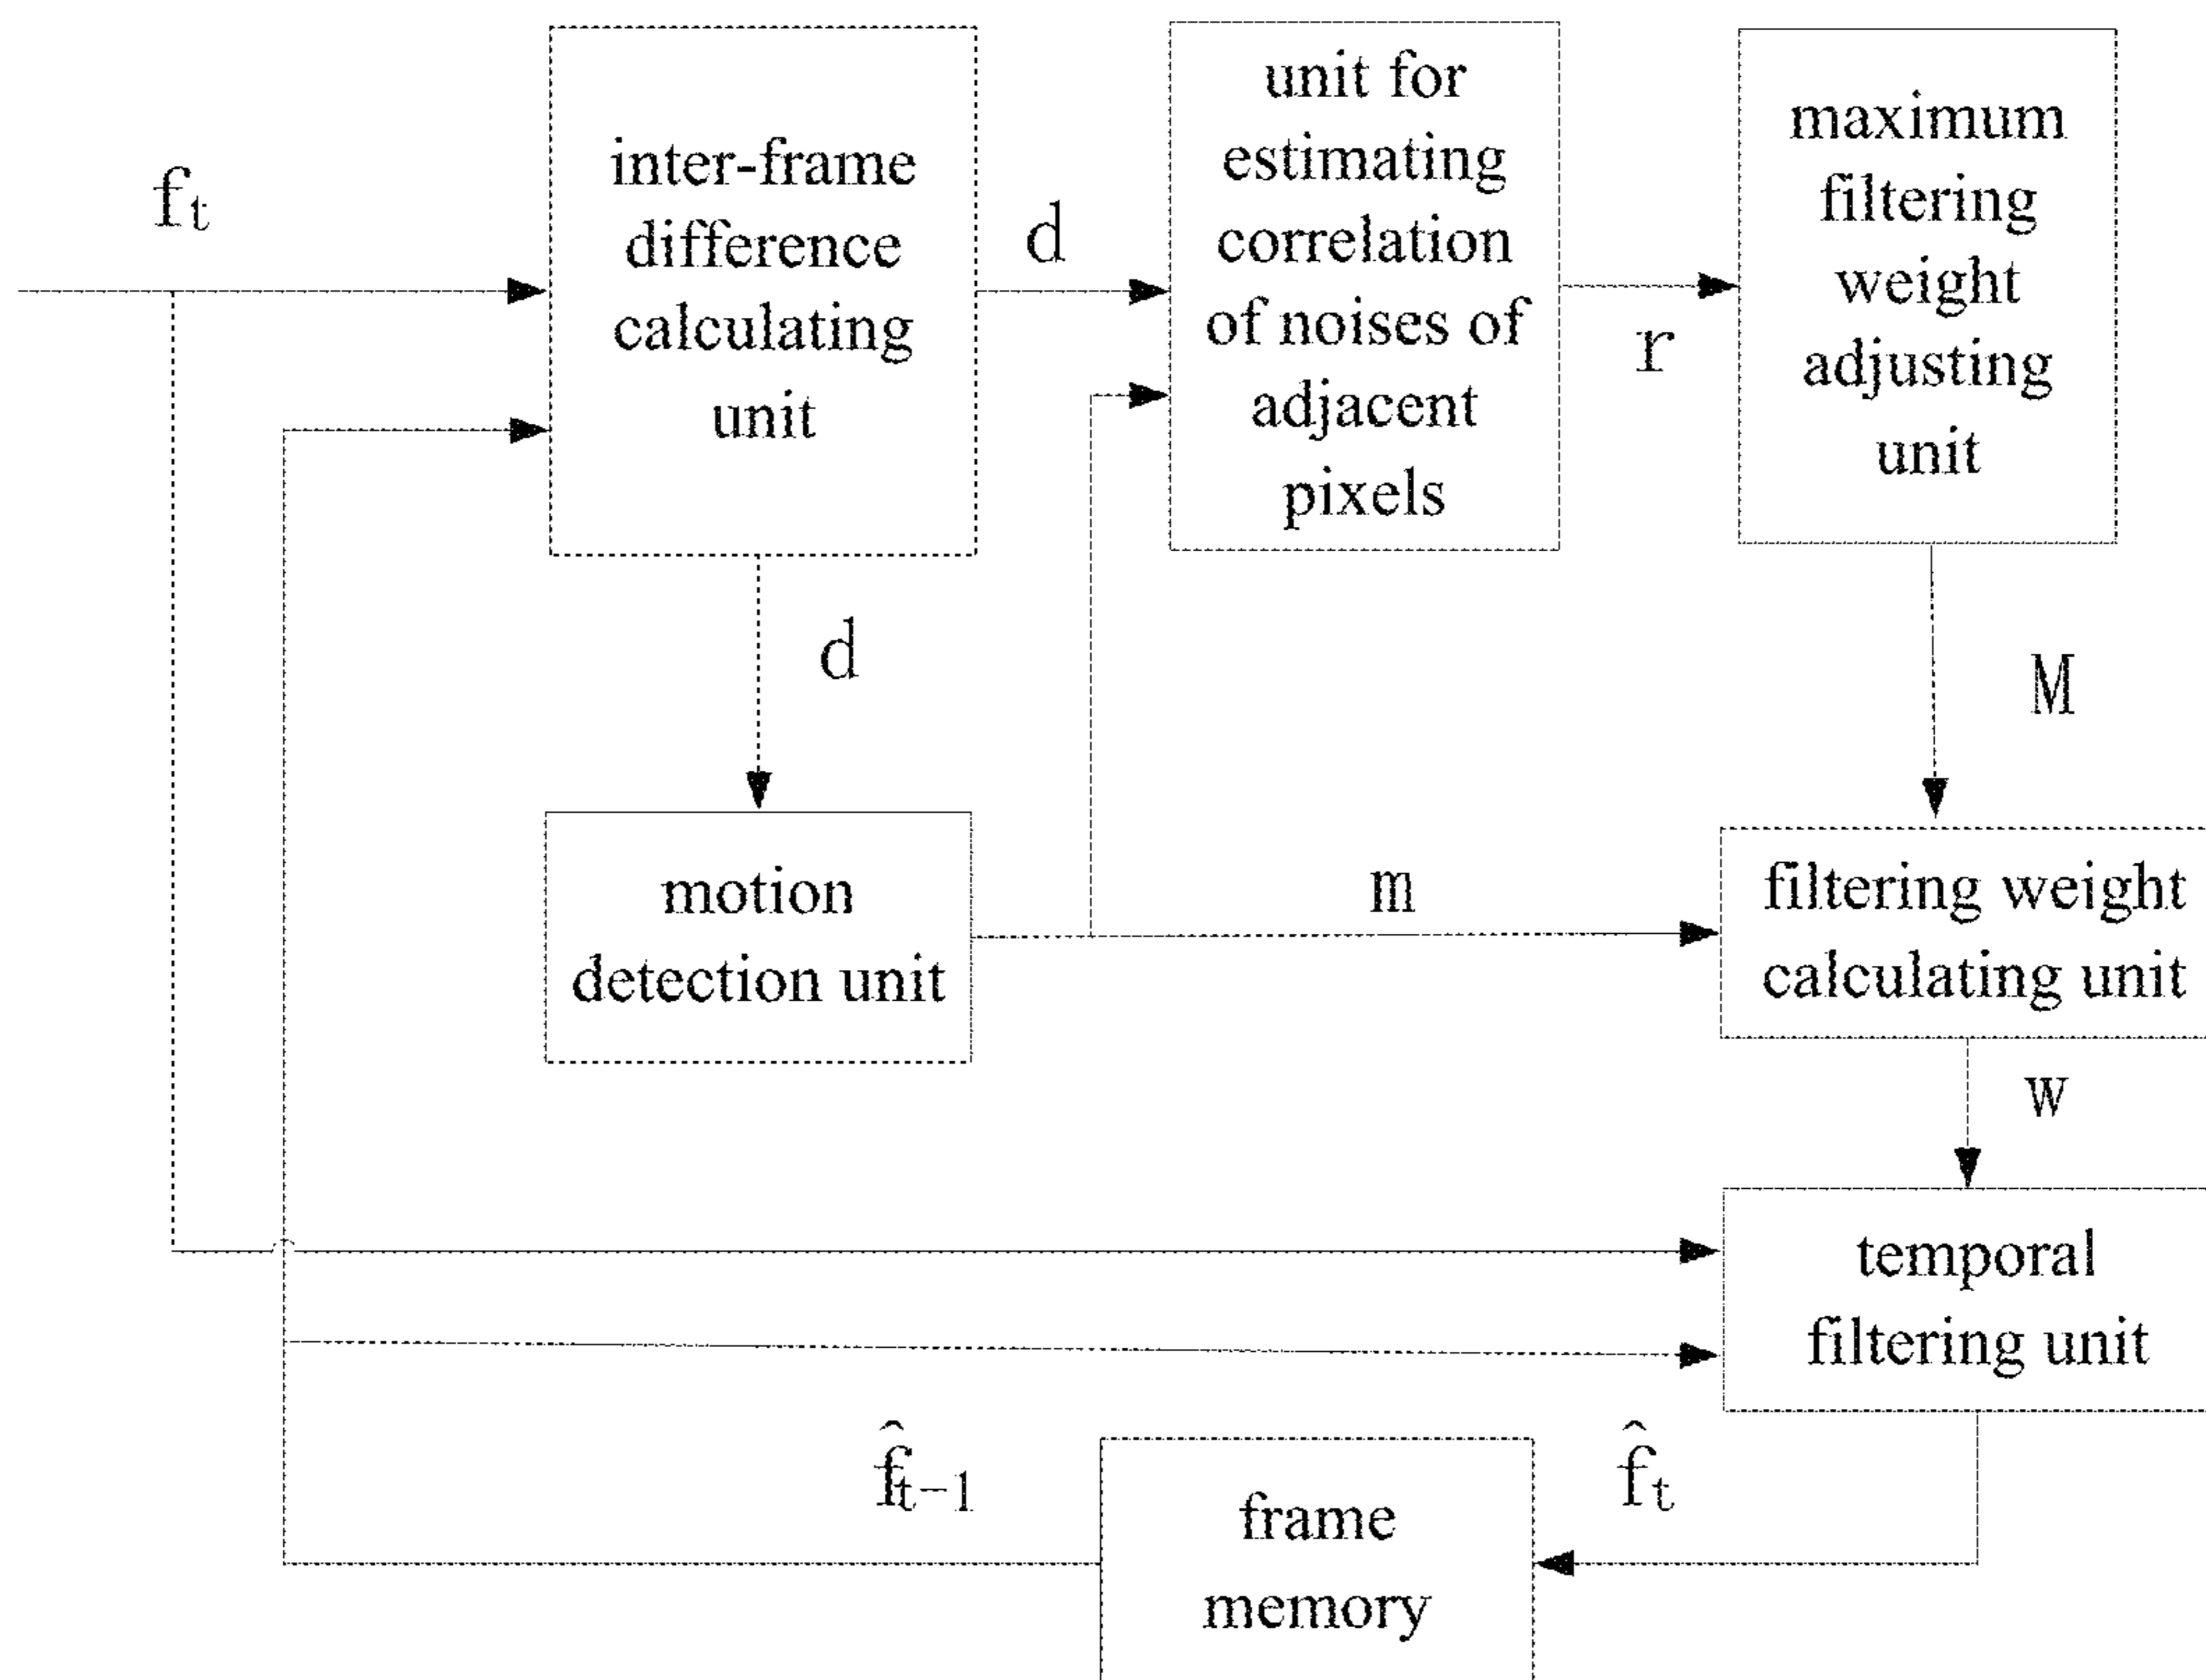 f_t
inter-frame
difference
calculating
unit
d
unit for
estimating
correlation
of noises of
adjacent
pixels
r
maximum
filtering
weight
adjusting
unit
d
M
motion
detection unit
m
filtering weight
calculating unit
w
temporal
filtering unit
f̂_t-1
frame
memory
f̂_t